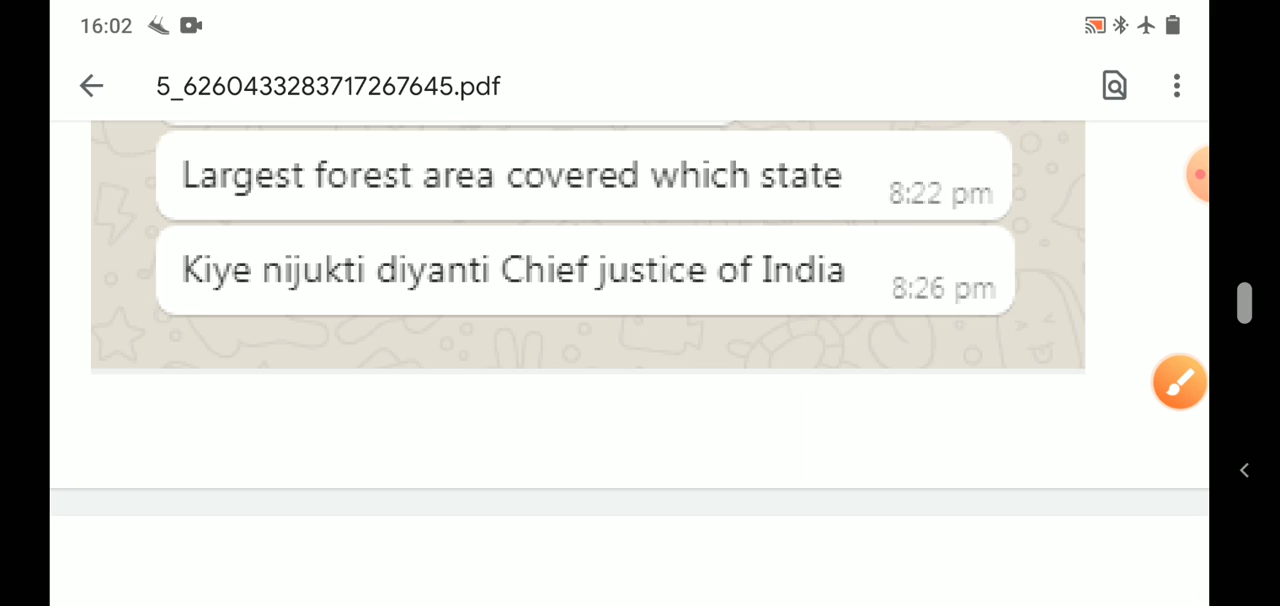 16:02
5_6260433283717267645.pdf
Largest forest area covered which state
8:22 pm
Kiye nijukti diyanti Chief justice of India
8:26 pm